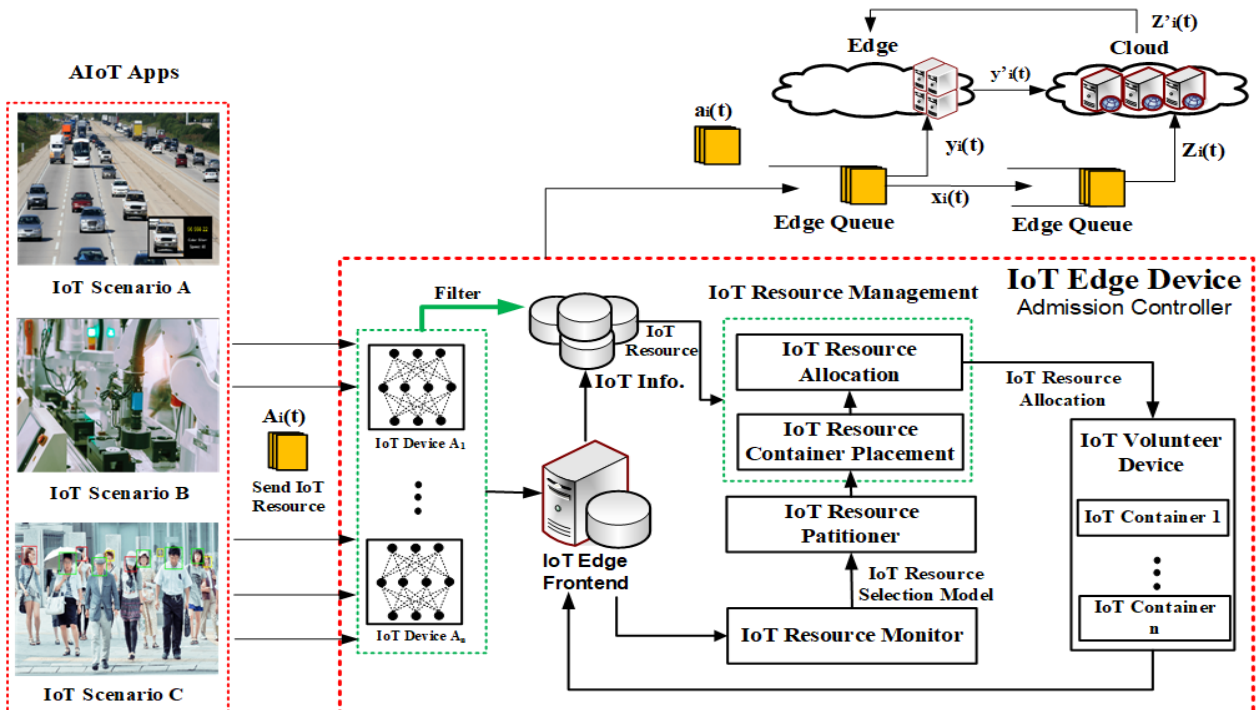 AIoT Apps
IoT Scenario A
IoT Scenario B
IoT Scenario C
Ai(t)
Send IoT
Resource
Z'i(t)
Edge
Cloud
y'i(t)
ai(t)
yi(t)
Zi(t)
xi(t)
Edge Queue
Edge Queue
IoT Edge Device
Admission Controller
Filter
IoT Device A1
IoT Device An
IoT
Resource
IoT Info.
IoT Edge
Frontend
IoT Resource Management
IoT Resource
Allocation
IoT Resource
Container Placement
IoT Resource
Patitioner
IoT Resource
Selection Model
IoT Resource Monitor
IoT Resource
Allocation
IoT Volunteer
Device
IoT Container 1
IoT Container
n